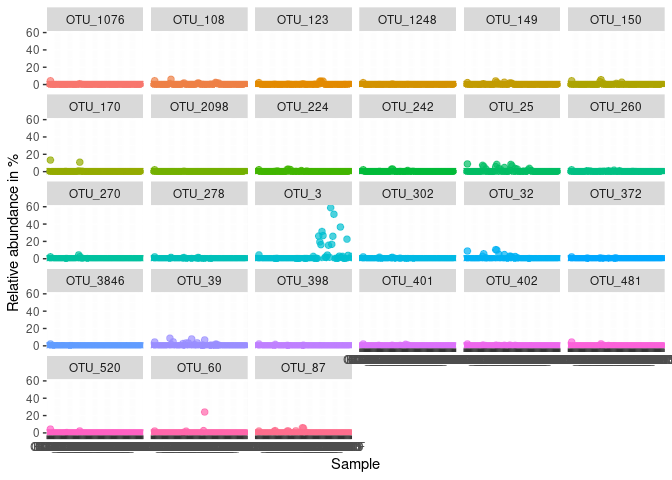 OTU_1076 OTU_108 OTU_123 OTU_1248 OTU_149 OTU_150
60
40
20
0
OTU_170 OTU_2098 OTU_224 OTU_242 OTU_25 OTU_260
60
40
20
0
OTU_270 OTU_278 OTU_3 OTU_302 OTU_32 OTU_372
60
40
20
0
OTU_3846 OTU_39 OTU_398 OTU_401 OTU_402 OTU_481
60
40
20
0
OTU_520 OTU_60 OTU_87
60
40
20
0
Relative abundance in %
Sample